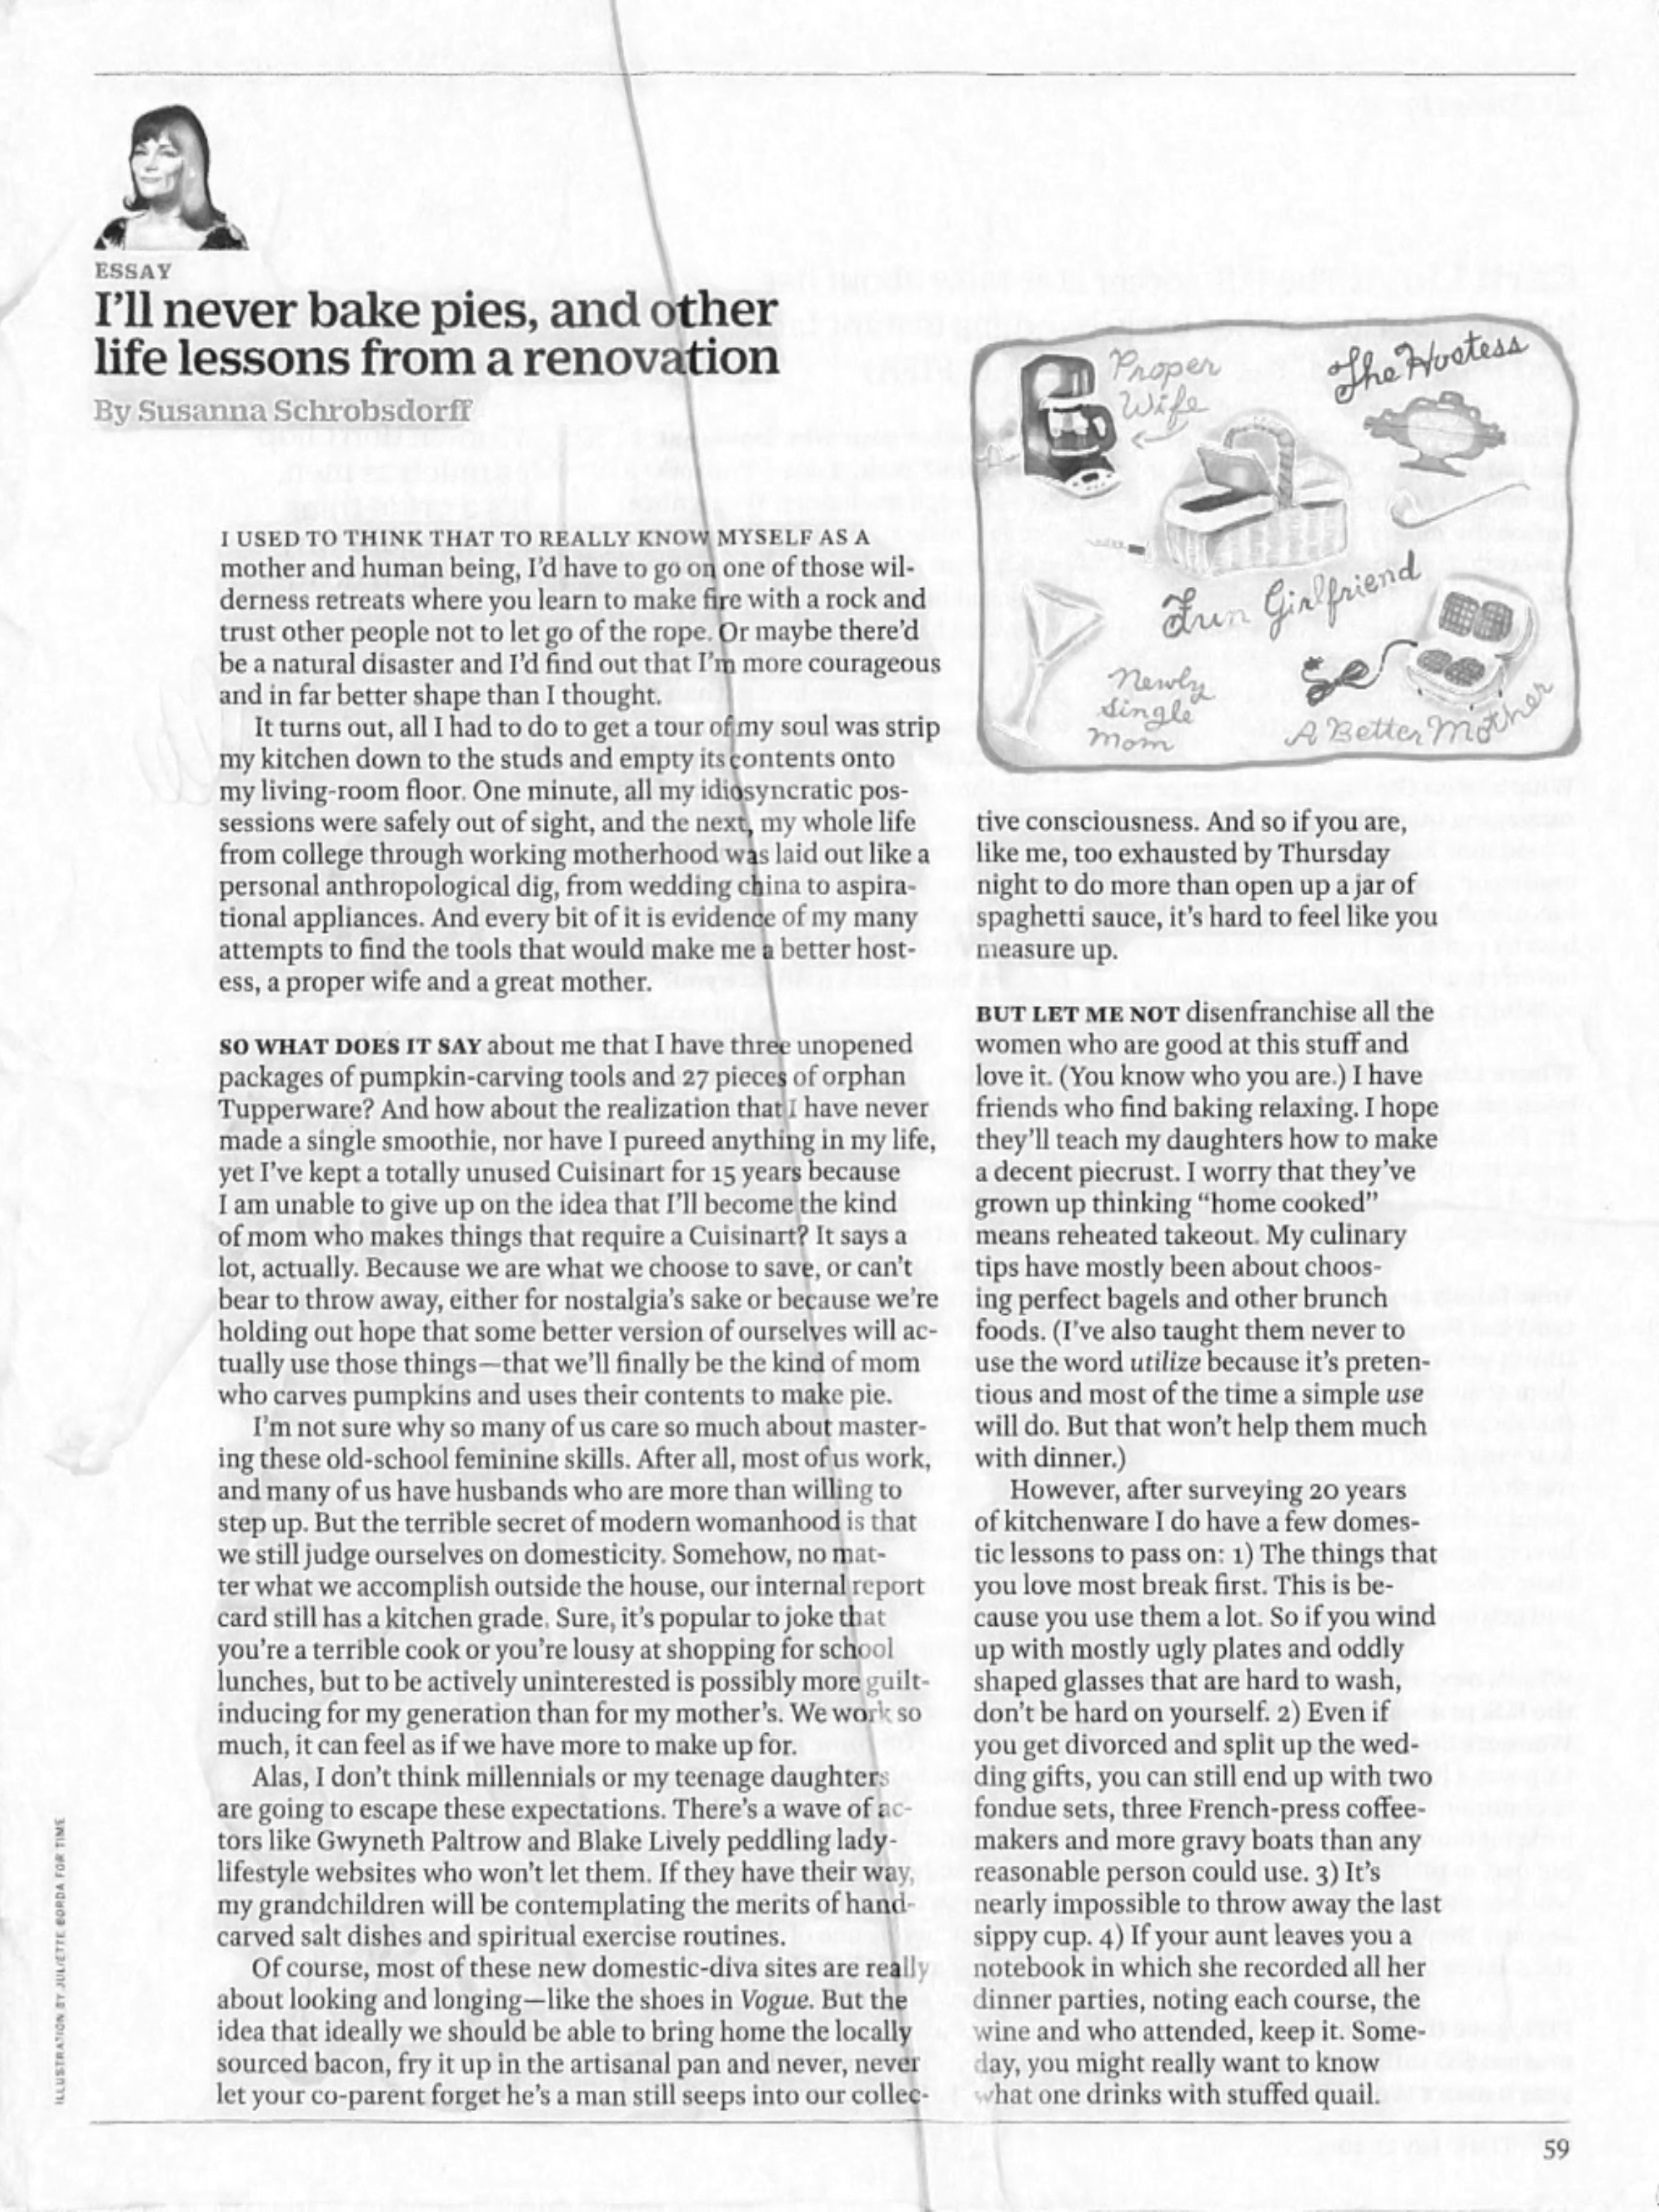 ESSAY
I'll never bake pies, and other
life lessons from a renovation
By Susanna Schrobsdorff
I USED TO THINK THAT TO REALLY KNOW MYSELF AS A
mother and human being, I'd have to go on one of those wil-
derness retreats where you learn to make fire with a rock and
trust other people not to let go of the rope. Or maybe there'd
be a natural disaster and I'd find out that I'm more courageous
and in far better shape than I thought.
It turns out, all I had to do to get a tour of my soul was strip
my kitchen down to the studs and empty its contents onto
my living-room floor. One minute, all my idiosyncratic pos-
sessions were safely out of sight, and the next, my whole life
from college through working motherhood was laid out like a
personal anthropological dig, from wedding china to aspira-
tional appliances. And every bit of it is evidence of my many
attempts to find the tools that would make me a better host-
ess, a proper wife and a great mother.
SO WHAT DOES IT SAY about me that I have three unopened
packages of pumpkin-carving tools and 27 pieces of orphan
Tupperware? And how about the realization that I have never
made a single smoothie, nor have I pureed anything in my life,
yet I've kept a totally unused Cuisinart for 15 years because
I am unable to give up on the idea that I'll become the kind
of mom who makes things that require a Cuisinart? It says a
lot, actually. Because we are what we choose to save, or can't
bear to throw away, either for nostalgia's sake or because we're
holding out hope that some better version of ourselves will ac-
tually use those things—that we'll finally be the kind of mom
who carves pumpkins and uses their contents to make pie.
I'm not sure why so many of us care so much about master-
ing these old-school feminine skills. After all, most of us work,
and many of us have husbands who are more than willing to
step up. But the terrible secret of modern womanhood is that
we still judge ourselves on domesticity. Somehow, no mat-
ter what we accomplish outside the house, our internal report
card still has a kitchen grade. Sure, it's popular to joke that
you're a terrible cook or you're lousy at shopping for school
lunches, but to be actively uninterested is possibly more guilt-
inducing for my generation than for my mother's. We work so
much, it can feel as if we have more to make up for.
Alas, I don't think millennials or my teenage daughters
are going to escape these expectations. There's a wave of ac-
tors like Gwyneth Paltrow and Blake Lively peddling lady-
lifestyle websites who won't let them. If they have their way,
my grandchildren will be contemplating the merits of hand-
carved salt dishes and spiritual exercise routines.
Of course, most of these new domestic-diva sites are really
about looking and longing—like the shoes in Vogue. But the
idea that ideally we should be able to bring home the locally
sourced bacon, fry it up in the artisanal pan and never, never
let your co-parent forget he's a man still seeps into our collec-
Proper
Wife
The Hostess
Fun Girlfriend
Newly
Single
Mom
A Better Mother
tive consciousness. And so if you are,
like me, too exhausted by Thursday
night to do more than open up a jar of
spaghetti sauce, it's hard to feel like you
measure up.
BUT LET ME NOT disenfranchise all the
women who are good at this stuff and
love it. (You know who you are.) I have
friends who find baking relaxing. I hope
they'll teach my daughters how to make
a decent piecrust. I worry that they've
grown up thinking "home cooked"
means reheated takeout. My culinary
tips have mostly been about choos-
ing perfect bagels and other brunch
foods. (I've also taught them never to
use the word utilize because it's preten-
tious and most of the time a simple use
will do. But that won't help them much
with dinner.)
However, after surveying 20 years
of kitchenware I do have a few domes-
tic lessons to pass on: 1) The things that
you love most break first. This is be-
cause you use them a lot. So if you wind
up with mostly ugly plates and oddly
shaped glasses that are hard to wash,
don't be hard on yourself. 2) Even if
you get divorced and split up the wed-
ding gifts, you can still end up with two
fondue sets, three French-press coffee-
makers and more gravy boats than any
reasonable person could use. 3) It's
nearly impossible to throw away the last
sippy cup. 4) If your aunt leaves you a
notebook in which she recorded all her
dinner parties, noting each course, the
wine and who attended, keep it. Some-
day, you might really want to know
what one drinks with stuffed quail.
ILLUSTRATION BY JULIETTE BORDA FOR TIME
59